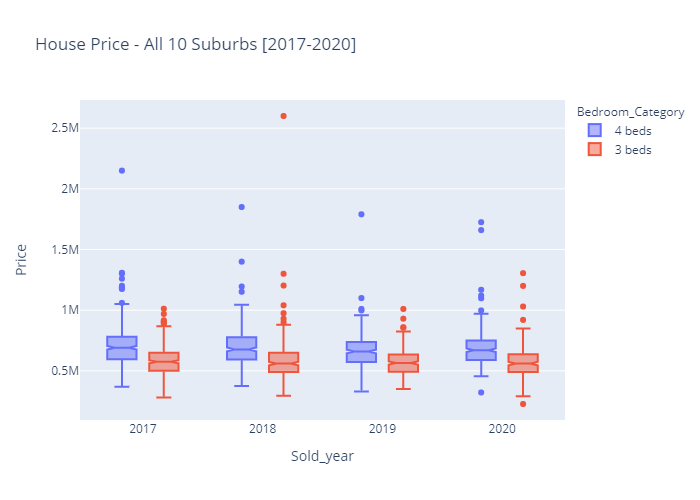 House Price - All 10 Suburbs [2017-2020]
Bedroom_Category
4 beds
3 beds
Price
2.5M
2M
1.5M
1M
0.5M
2017
2018
2019
2020
Sold_year